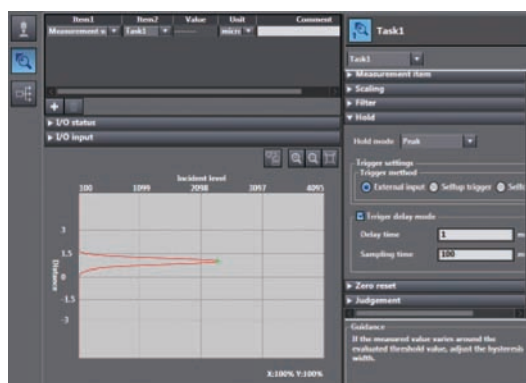 Item1 Item2 Value Unit Comment
Measurement v. Task1 ------ micr
+
I/O status
I/O input
Incident level
100 1099 2098 3097 4095
Distance
3
1.5
0
-1.5
-3
X:100% Y:100%
Task1
Task1
Measurement item
Scaling
Filter
Hold
Hold mode Peak
Trigger settings
Trigger method
External input Selfup trigger Self
Teriger delay mode
Delay time 1 m
Sampling time 100 m
Zero reset
Judgement
Guidance
If the measured value varies around the
evaluated threshold value, adjust the hysteresis
width.